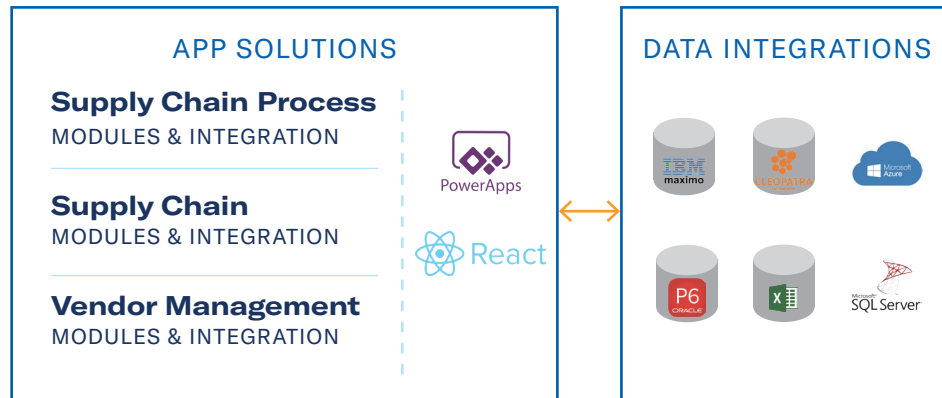 APP SOLUTIONS
Supply Chain Process
MODULES & INTEGRATION
Supply Chain
MODULES & INTEGRATION
Vendor Management
MODULES & INTEGRATION
PowerApps
React
DATA INTEGRATIONS
IBM
maximo
CLEOPATRA
Microsoft
Azure
P6
ORACLE
X
Microsoft
SQL Server